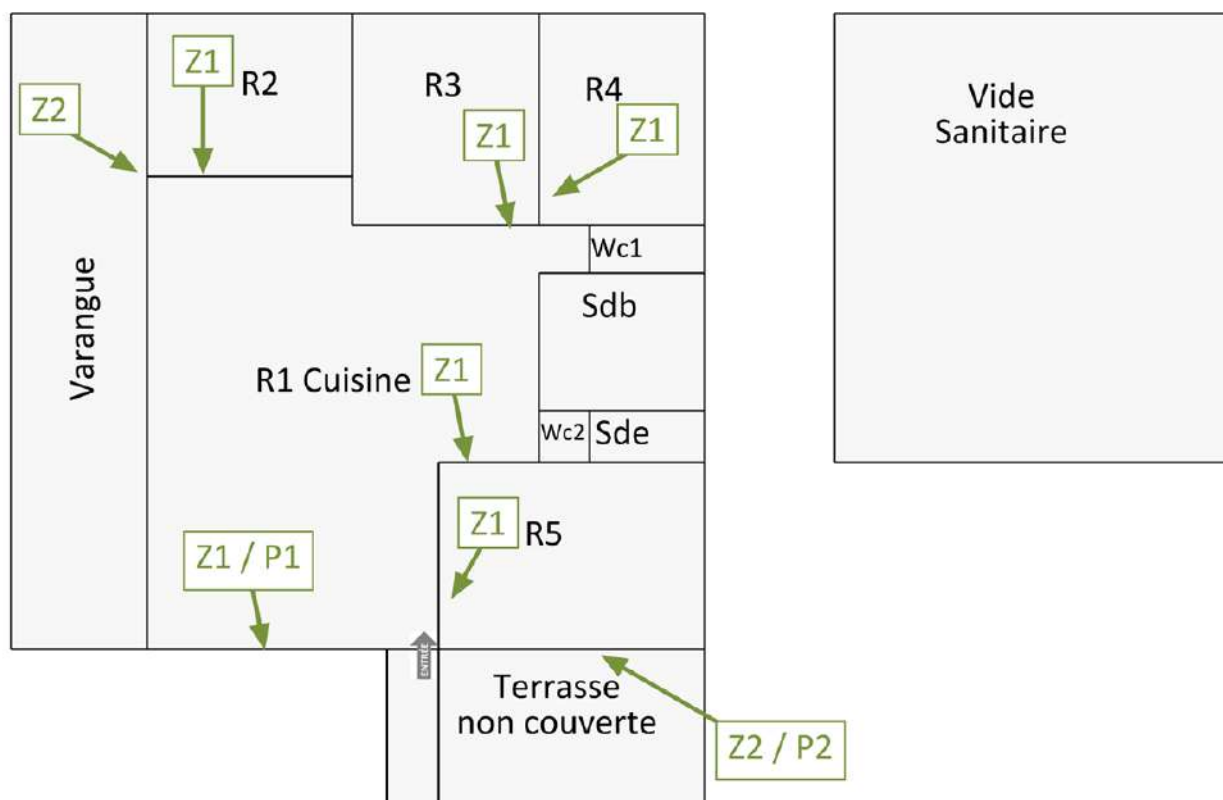 Z1
R2
R3
R4
Z2
Z1
Z1
Vide
Sanitaire
Wc1
Sdb
Varangue
R1 Cuisine
Z1
Wc2
Sde
Z1
R5
Z1 / P1
ENTRÉE
Terrasse
non couverte
Z2 / P2